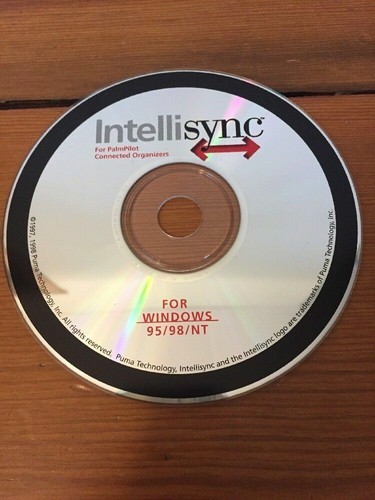 Intellisync™
For PalmPilot
Connected Organizers
FOR
WINDOWS
95/98/NT
©1997, 1998 Puma Technology, Inc. All rights reserved. Puma Technology, Intellisync and the Intellisync logo are trademarks of Puma Technology, Inc.